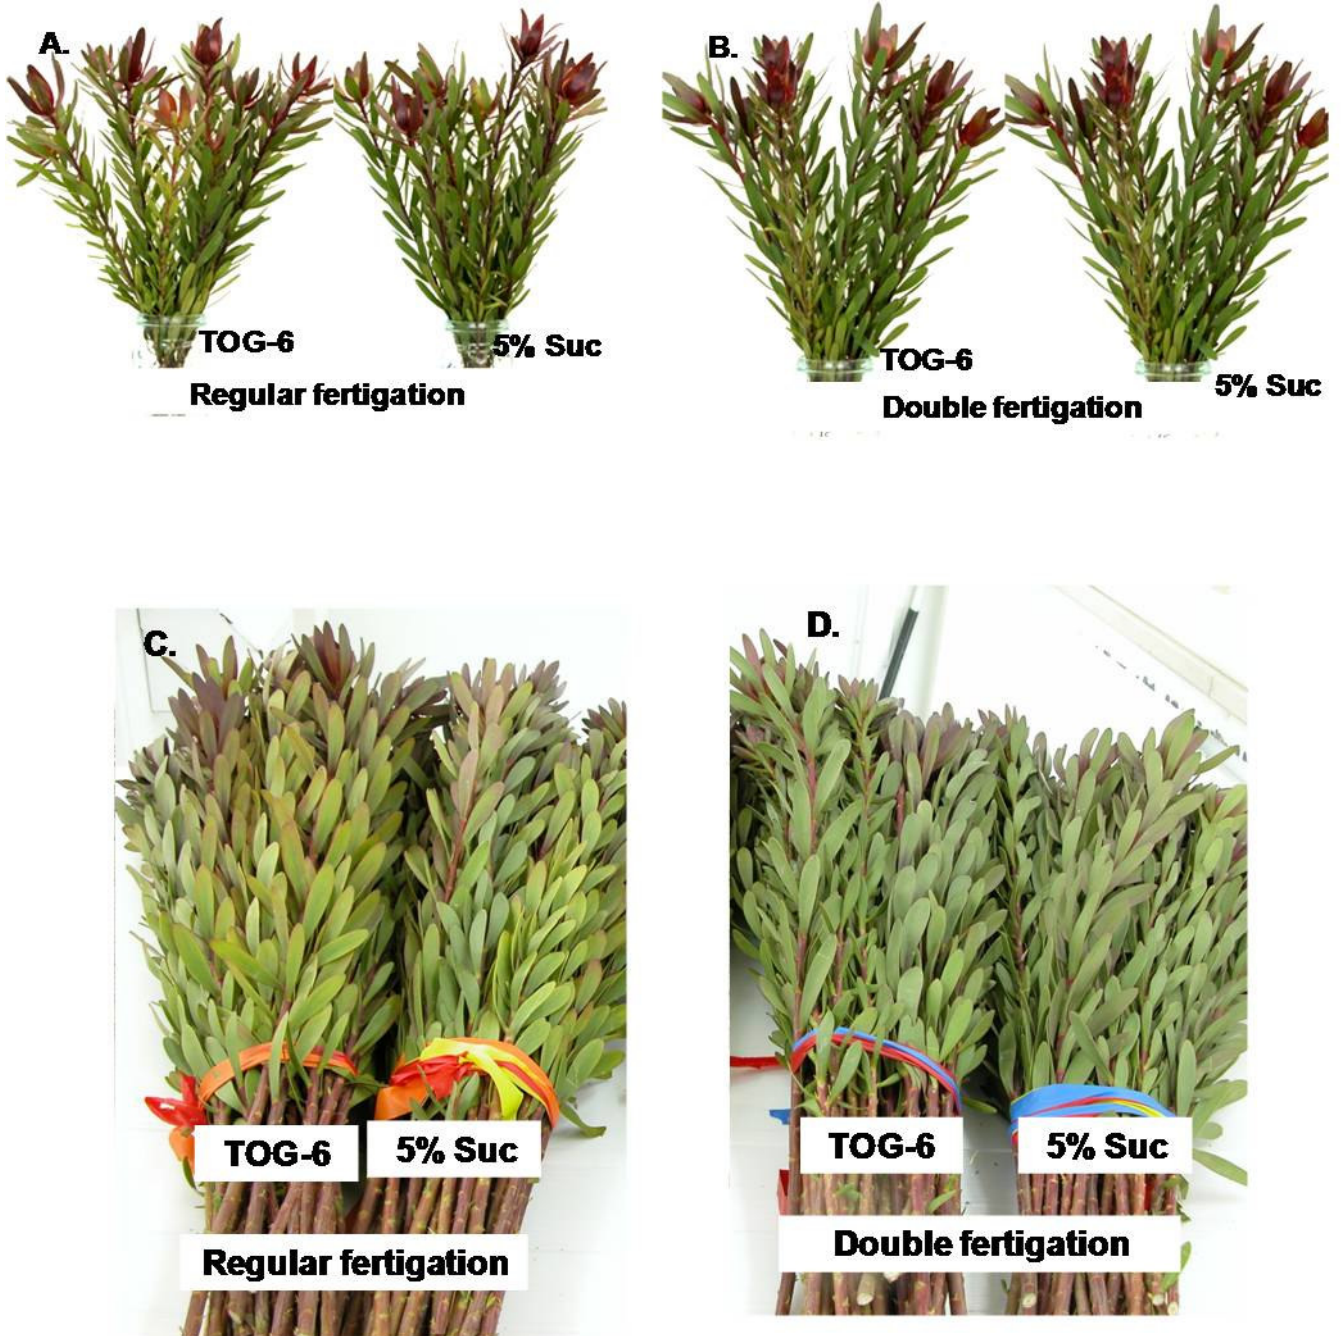 A.
TOG-6
5% Suc
Regular fertigation
B.
TOG-6
5% Suc
Double fertigation
C.
TOG-6
5% Suc
Regular fertigation
D.
TOG-6
5% Suc
Double fertigation